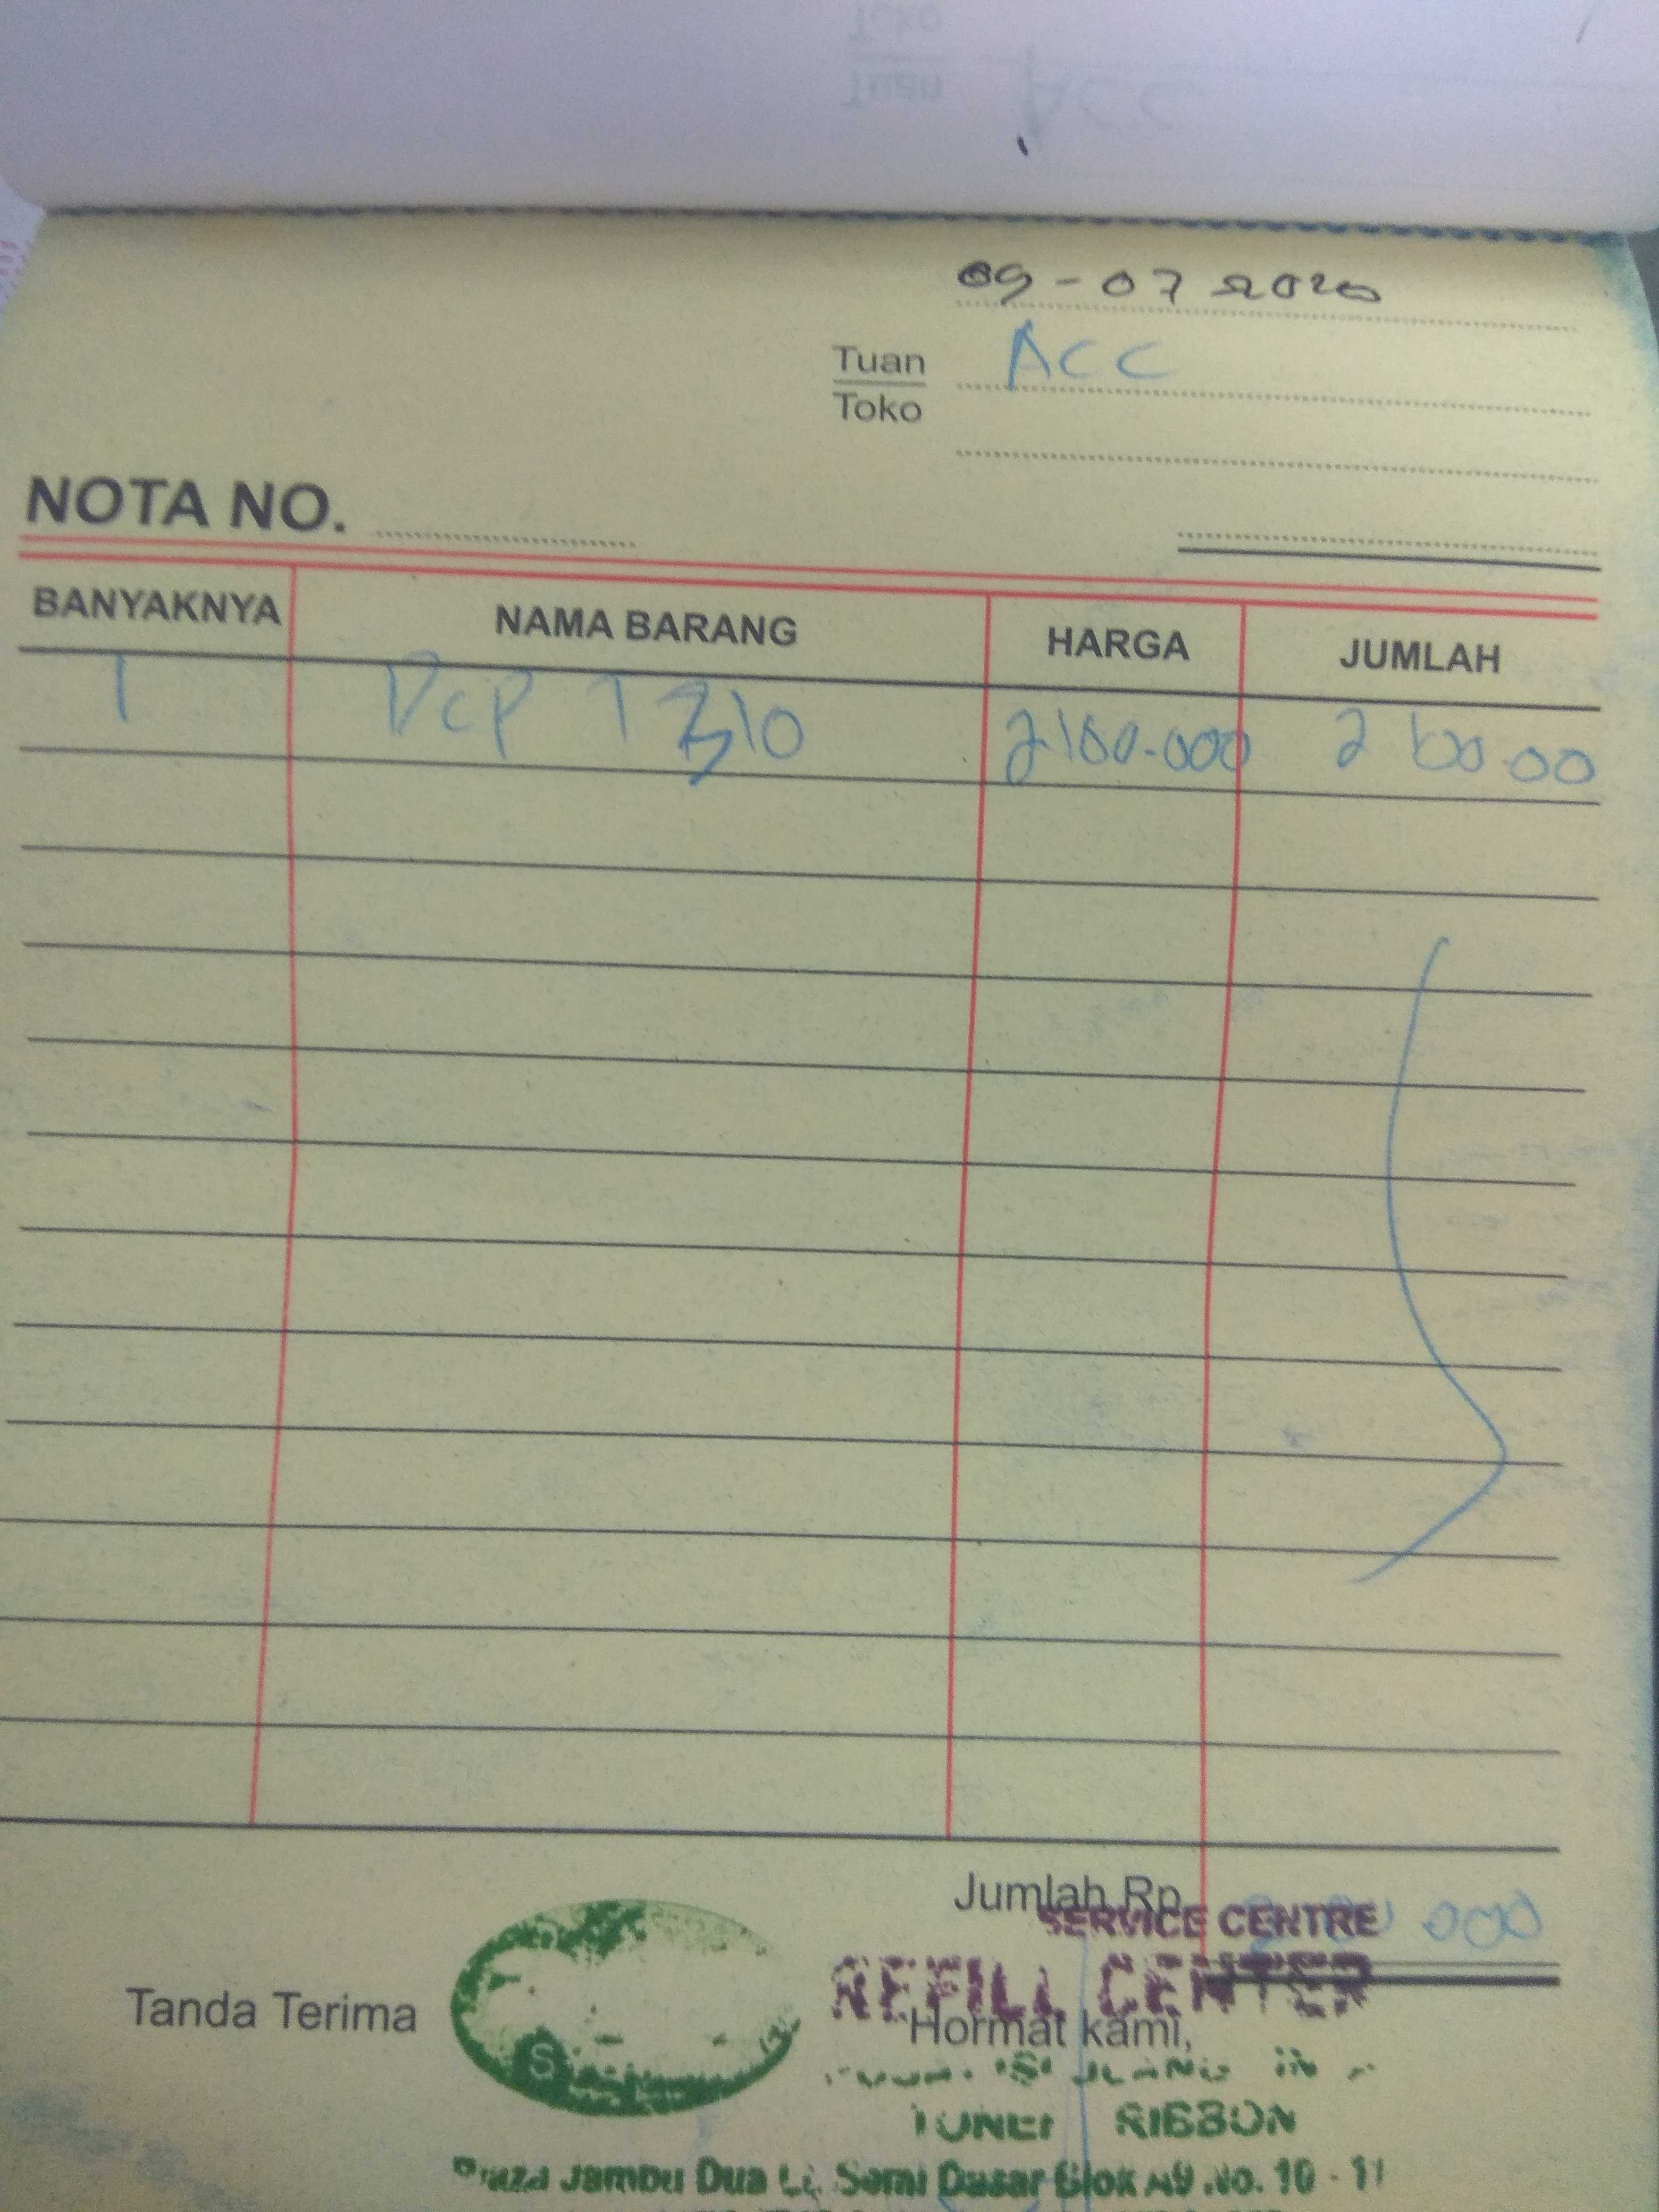 09-07 2020
Tuan ACC
Toko
NOTA NO.
BANYAKNYA NAMA BARANG HARGA JUMLAH
1 DCP T 310 2100.000 2 100.00
Jumlah Rp. 000
SERVICE CENTRE
REFILL CENTER
Tanda Terima
Hormat kami,
RIBBON
Plaza Jambu Dua Lt. Semi Dasar Blok A9 No. 10 - 11